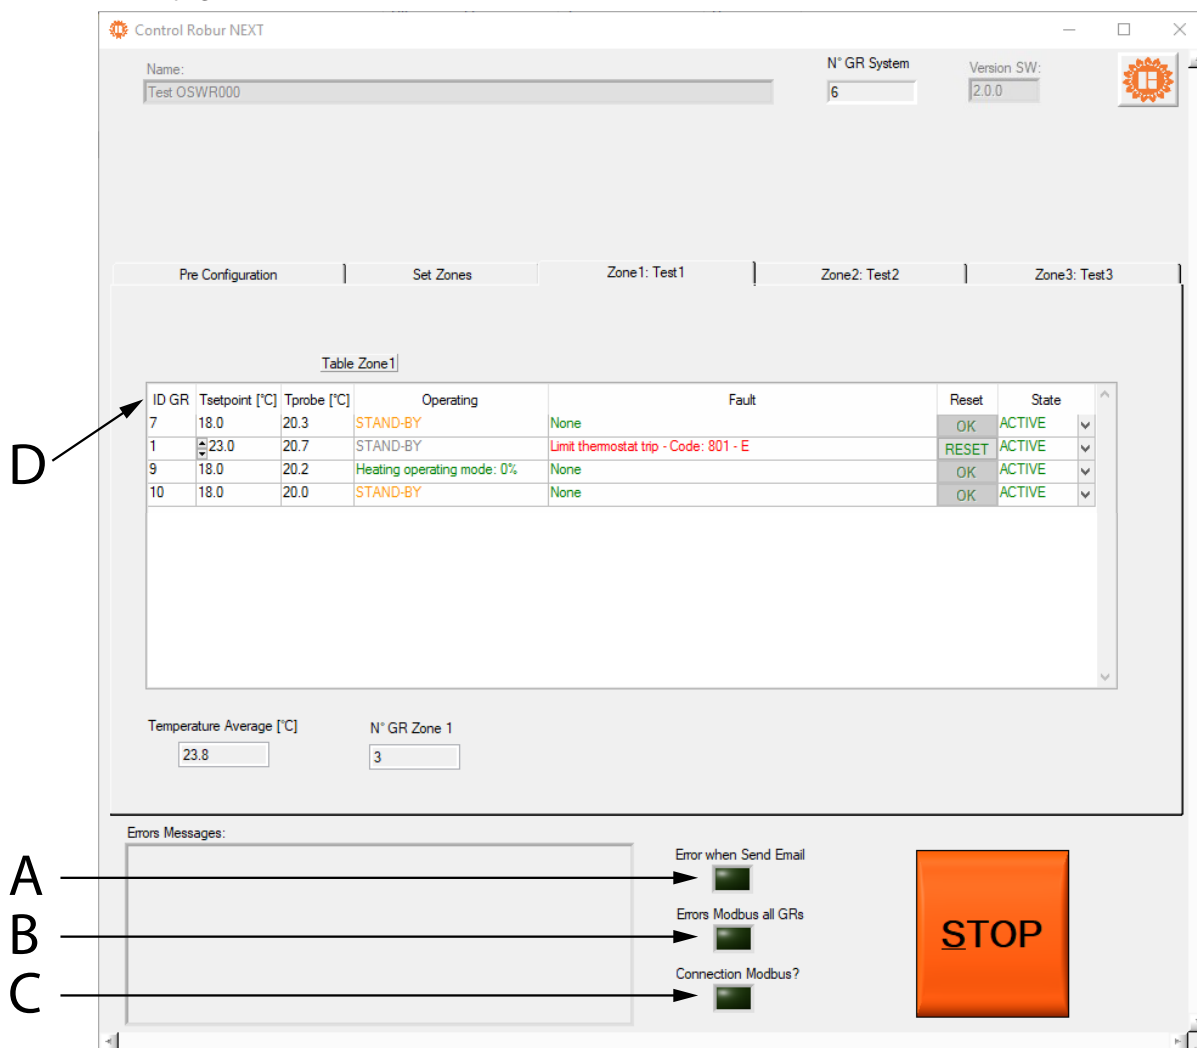 Control Robur NEXT
Name: N° GR System Version SW:
Test OSWR000 6 2.0.0
Pre Configuration Set Zones Zone1: Test1 Zone2: Test2 Zone3: Test3
Table Zone1
ID GR Tsetpoint [°C] Tprobe [°C] Operating Fault Reset State
7 18.0 20.3 STAND-BY None OK ACTIVE
1 23.0 20.7 STAND-BY Limit thermostat trip - Code: 801 - E RESET ACTIVE
9 18.0 20.2 Heating operating mode: 0% None OK ACTIVE
10 18.0 20.0 STAND-BY None OK ACTIVE
D
Temperature Average [°C] N° GR Zone 1
23.8 3
Errors Messages:
Error when Send Email
A
Errors Modbus all GRs
B
STOP
Connection Modbus?
C